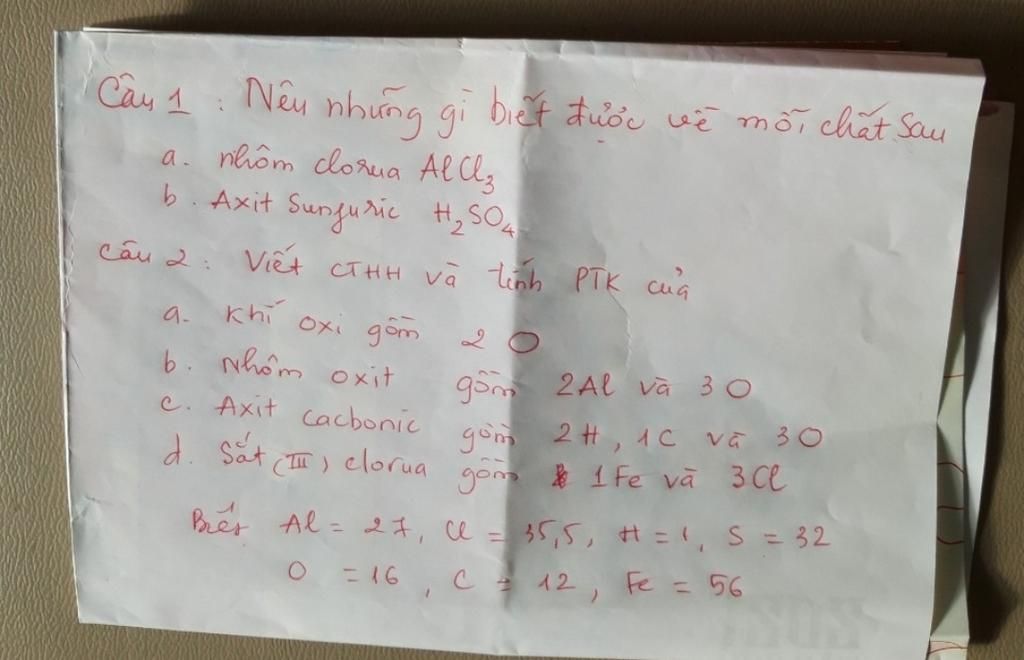 Câu 1 : Nêu những gì biết được về mỗi chất sau
a. nhôm clorua AlCl₃
b. Axit Sunfuric H₂SO₄
Câu 2 : Viết CTHH và tính PTK của
a. Khí oxi gồm 2 O
b. Nhôm oxit gồm 2Al và 3 O
c. Axit cacbonic gồm 2H, 1C và 3O
d. Sắt (III) clorua gồm 1Fe và 3Cl
Biết Al = 27, Cl = 35,5, H = 1, S = 32
O = 16, C = 12, Fe = 56